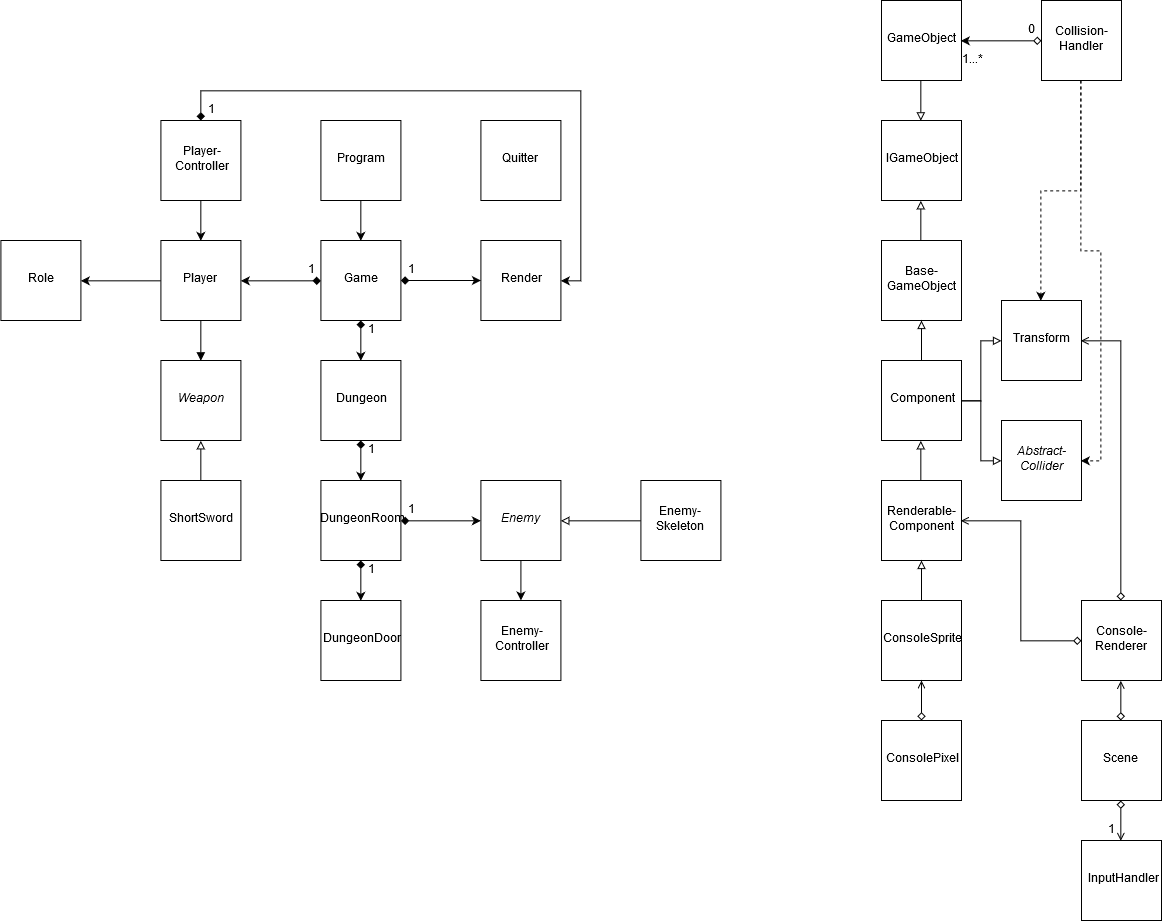 GameObject
0
Collision-
Handler
1...*
1
Player-
Controller
Program
Quitter
IGameObject
Role
Player
1
Game
1
Render
Base-
GameObject
1
Transform
Weapon
Dungeon
Component
1
Abstract-
Collider
ShortSword
DungeonRoom
1
Enemy
Enemy-
Skeleton
Renderable-
Component
1
DungeonDoor
Enemy-
Controller
ConsoleSprite
Console-
Renderer
ConsolePixel
Scene
1
InputHandler